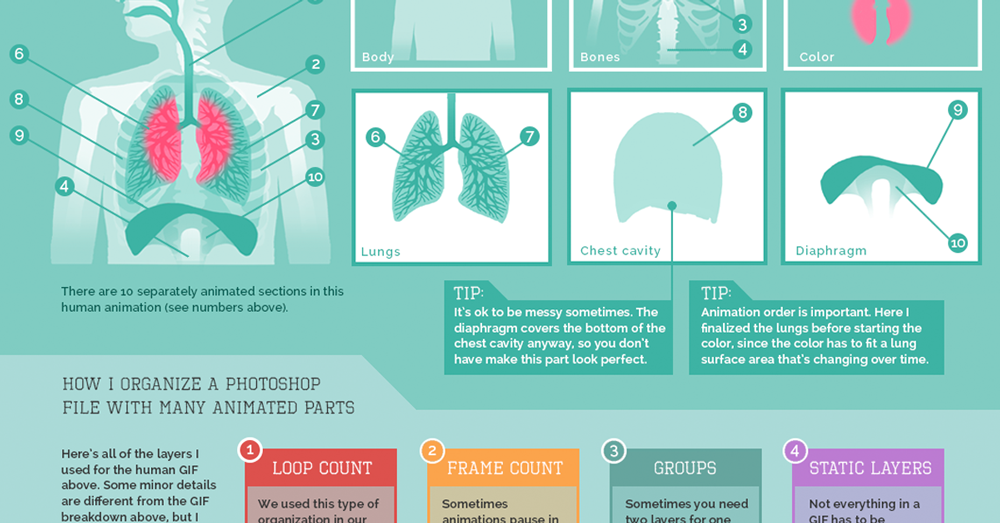 3
4
Body
Bones
Color
6
8
9
4
2
7
3
10
6
7
Lungs
8
Chest cavity
9
10
Diaphragm
There are 10 separately animated sections in this
human animation (see numbers above).
TIP:
It's ok to be messy sometimes. The
diaphragm covers the bottom of the
chest cavity anyway, so you don't
have make this part look perfect.
TIP:
Animation order is important. Here I
finalized the lungs before starting the
color, since the color has to fit a lung
surface area that's changing over time.
HOW I ORGANIZE A PHOTOSHOP
FILE WITH MANY ANIMATED PARTS
Here's all of the layers I
used for the human GIF
above. Some minor details
are different from the GIF
breakdown above, but I
1
LOOP COUNT
We used this type of
organization in our
2
FRAME COUNT
Sometimes
animations pause in
3
GROUPS
Sometimes you need
two layers for one
4
STATIC LAYERS
Not everything in a
GIF has to be